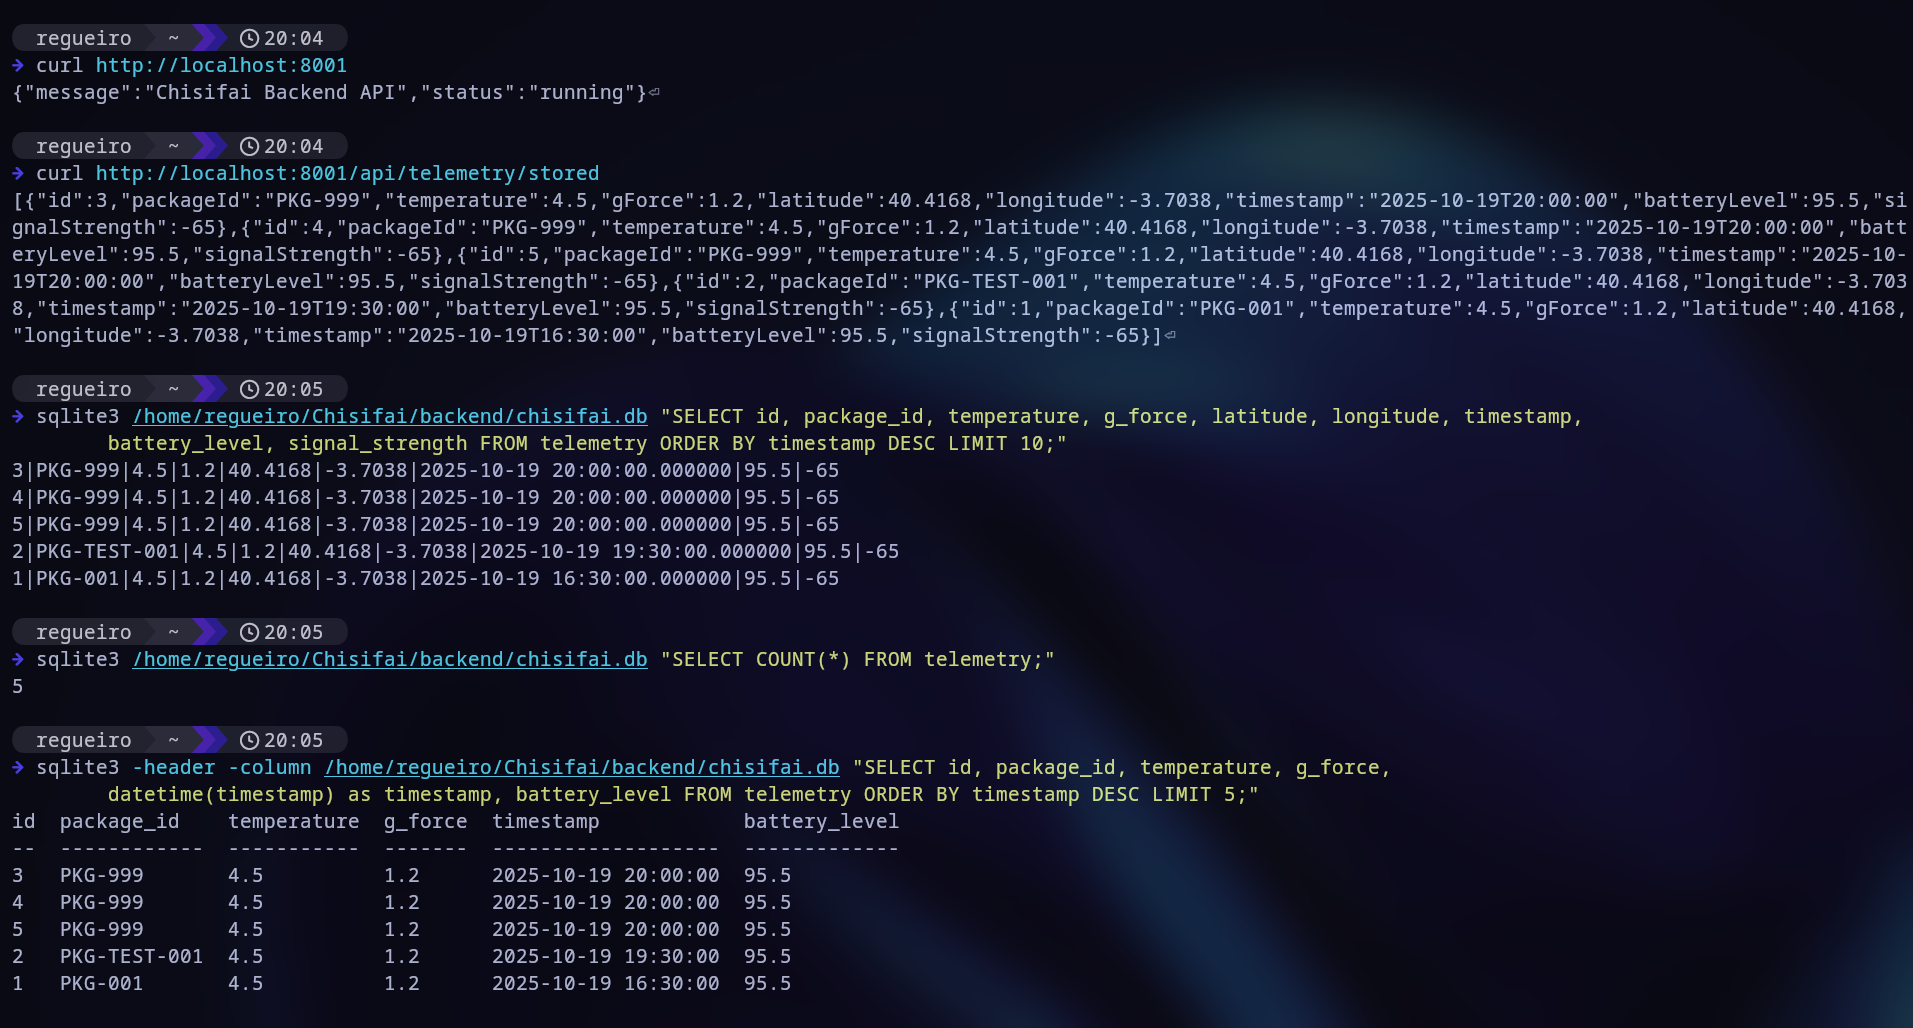 regueiro ~ 20:04
→ curl http://localhost:8001
{"message":"Chisifai Backend API","status":"running"}⏎
regueiro ~ 20:04
→ curl http://localhost:8001/api/telemetry/stored
[{"id":3,"packageId":"PKG-999","temperature":4.5,"gForce":1.2,"latitude":40.4168,"longitude":-3.7038,"timestamp":"2025-10-19T20:00:00","batteryLevel":95.5,"si
gnalStrength":-65},{"id":4,"packageId":"PKG-999","temperature":4.5,"gForce":1.2,"latitude":40.4168,"longitude":-3.7038,"timestamp":"2025-10-19T20:00:00","batt
eryLevel":95.5,"signalStrength":-65},{"id":5,"packageId":"PKG-999","temperature":4.5,"gForce":1.2,"latitude":40.4168,"longitude":-3.7038,"timestamp":"2025-10-
19T20:00:00","batteryLevel":95.5,"signalStrength":-65},{"id":2,"packageId":"PKG-TEST-001","temperature":4.5,"gForce":1.2,"latitude":40.4168,"longitude":-3.703
8,"timestamp":"2025-10-19T19:30:00","batteryLevel":95.5,"signalStrength":-65},{"id":1,"packageId":"PKG-001","temperature":4.5,"gForce":1.2,"latitude":40.4168,
"longitude":-3.7038,"timestamp":"2025-10-19T16:30:00","batteryLevel":95.5,"signalStrength":-65}]⏎
regueiro ~ 20:05
→ sqlite3 /home/regueiro/Chisifai/backend/chisifai.db "SELECT id, package_id, temperature, g_force, latitude, longitude, timestamp,
battery_level, signal_strength FROM telemetry ORDER BY timestamp DESC LIMIT 10;"
3|PKG-999|4.5|1.2|40.4168|-3.7038|2025-10-19 20:00:00.000000|95.5|-65
4|PKG-999|4.5|1.2|40.4168|-3.7038|2025-10-19 20:00:00.000000|95.5|-65
5|PKG-999|4.5|1.2|40.4168|-3.7038|2025-10-19 20:00:00.000000|95.5|-65
2|PKG-TEST-001|4.5|1.2|40.4168|-3.7038|2025-10-19 19:30:00.000000|95.5|-65
1|PKG-001|4.5|1.2|40.4168|-3.7038|2025-10-19 16:30:00.000000|95.5|-65
regueiro ~ 20:05
→ sqlite3 /home/regueiro/Chisifai/backend/chisifai.db "SELECT COUNT(*) FROM telemetry;"
5
regueiro ~ 20:05
→ sqlite3 -header -column /home/regueiro/Chisifai/backend/chisifai.db "SELECT id, package_id, temperature, g_force,
datetime(timestamp) as timestamp, battery_level FROM telemetry ORDER BY timestamp DESC LIMIT 5;"
id  package_id    temperature  g_force  timestamp            battery_level
--  ------------  -----------  -------  -------------------  -------------
3   PKG-999       4.5          1.2      2025-10-19 20:00:00  95.5
4   PKG-999       4.5          1.2      2025-10-19 20:00:00  95.5
5   PKG-999       4.5          1.2      2025-10-19 20:00:00  95.5
2   PKG-TEST-001  4.5          1.2      2025-10-19 19:30:00  95.5
1   PKG-001       4.5          1.2      2025-10-19 16:30:00  95.5